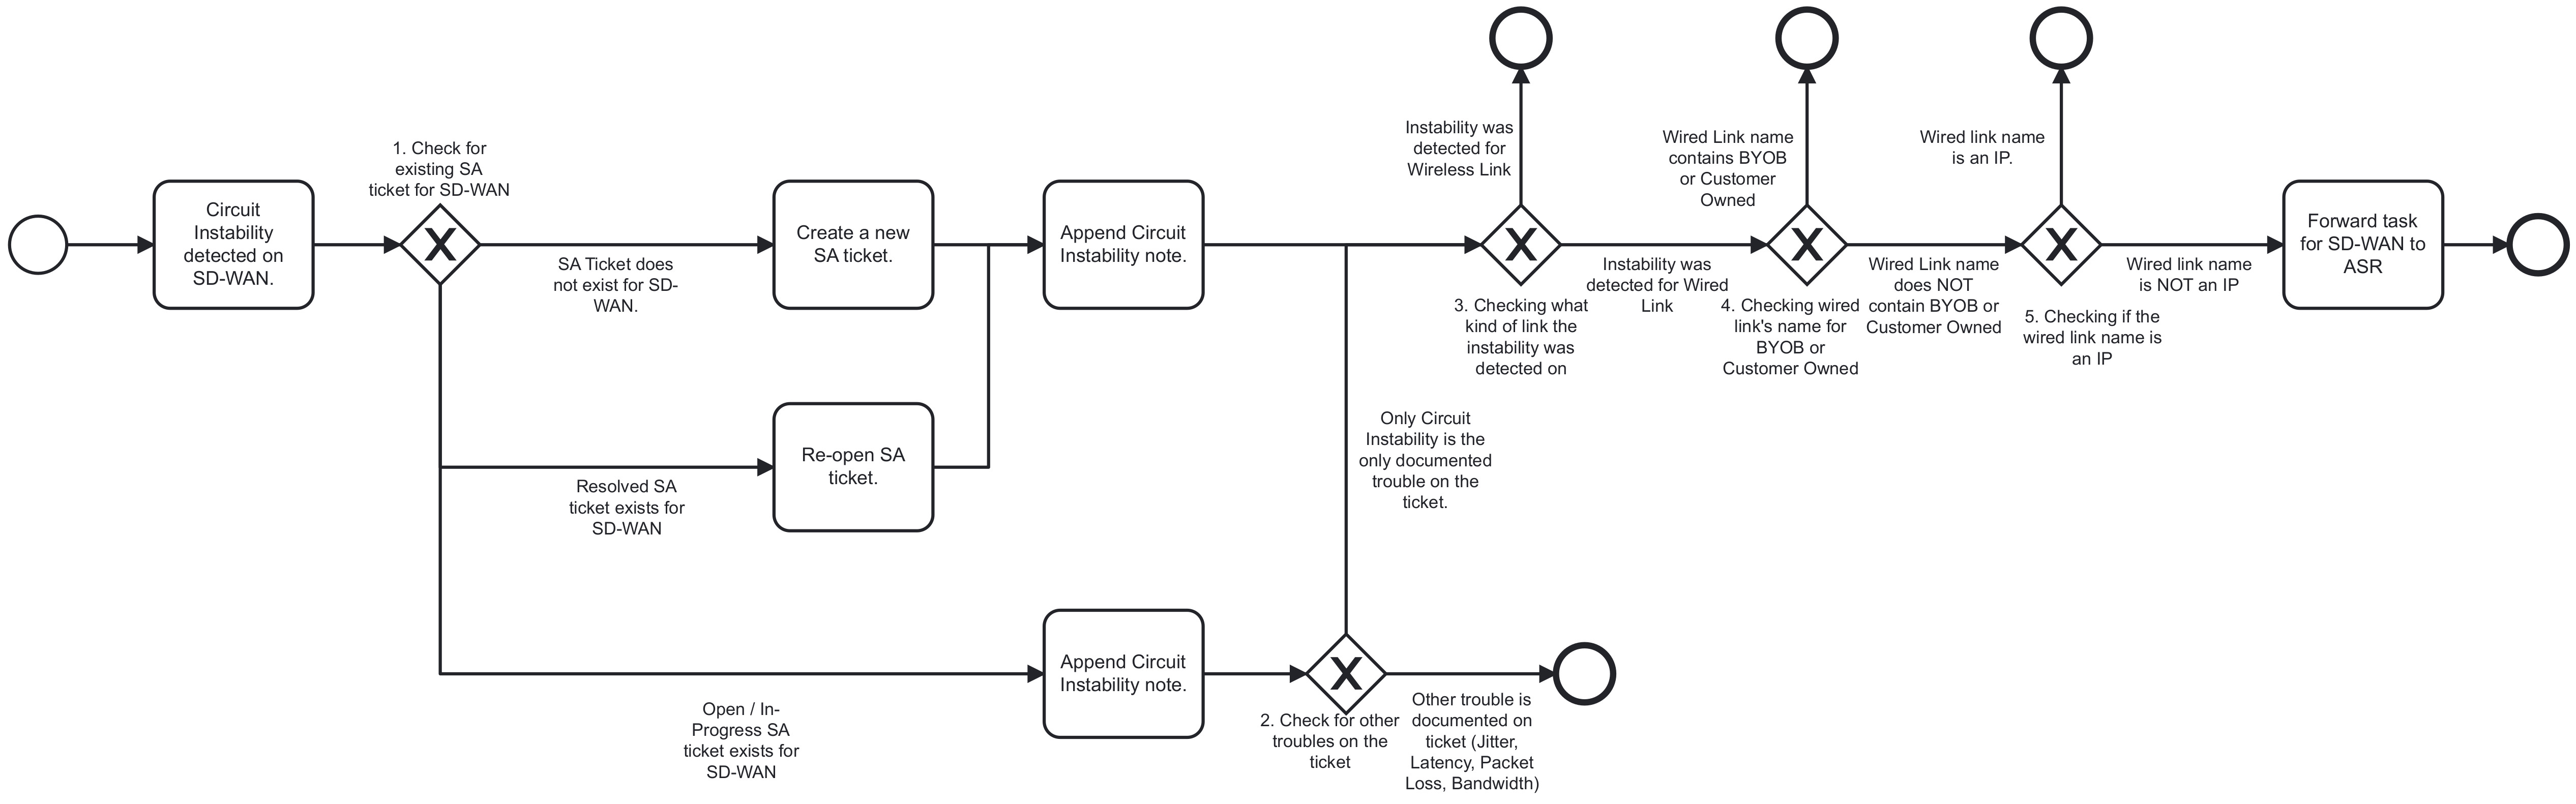 Circuit
Instability
detected on
SD-WAN.
1. Check for
existing SA
ticket for SD-WAN
X
SA Ticket does
not exist for SD-
WAN.
Create a new
SA ticket.
Append Circuit
Instability note.
Resolved SA
ticket exists for
SD-WAN
Re-open SA
ticket.
Open / In-
Progress SA
ticket exists for
SD-WAN
Append Circuit
Instability note.
X
2. Check for other
troubles on the
ticket
Other trouble is
documented on
ticket (Jitter,
Latency, Packet
Loss, Bandwidth)
Only Circuit
Instability is the
only documented
trouble on the
ticket.
Instability was
detected for
Wireless Link
X
3. Checking what
kind of link the
instability was
detected on
Instability was
detected for Wired
Link
Wired Link name
contains BYOB
or Customer
Owned
X
4. Checking wired
link's name for
BYOB or
Customer Owned
Wired Link name
does NOT
contain BYOB or
Customer Owned
Wired link name
is an IP.
X
5. Checking if the
wired link name is
an IP
Wired link name
is NOT an IP
Forward task
for SD-WAN to
ASR